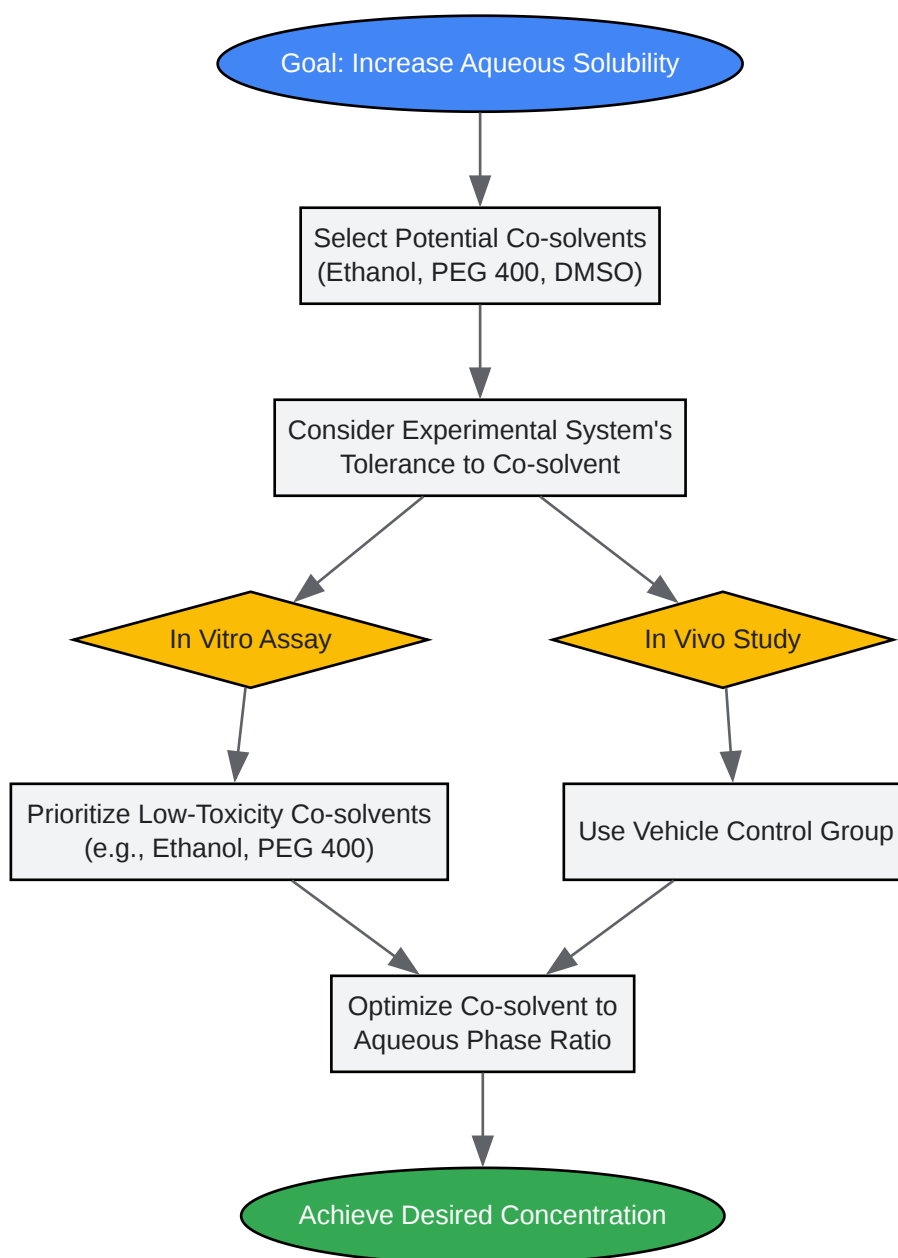 Goal: Increase Aqueous Solubility
Select Potential Co-solvents
(Ethanol, PEG 400, DMSO)
Consider Experimental System's
Tolerance to Co-solvent
In Vitro Assay
In Vivo Study
Prioritize Low-Toxicity Co-solvents
(e.g., Ethanol, PEG 400)
Use Vehicle Control Group
Optimize Co-solvent to
Aqueous Phase Ratio
Achieve Desired Concentration